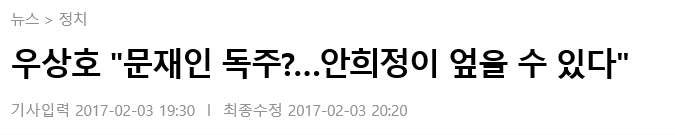 뉴스 > 정치
우상호 "문재인 독주?...안희정이 엎을 수 있다"
기사입력 2017-02-03 19:30 l 최종수정 2017-02-03 20:20